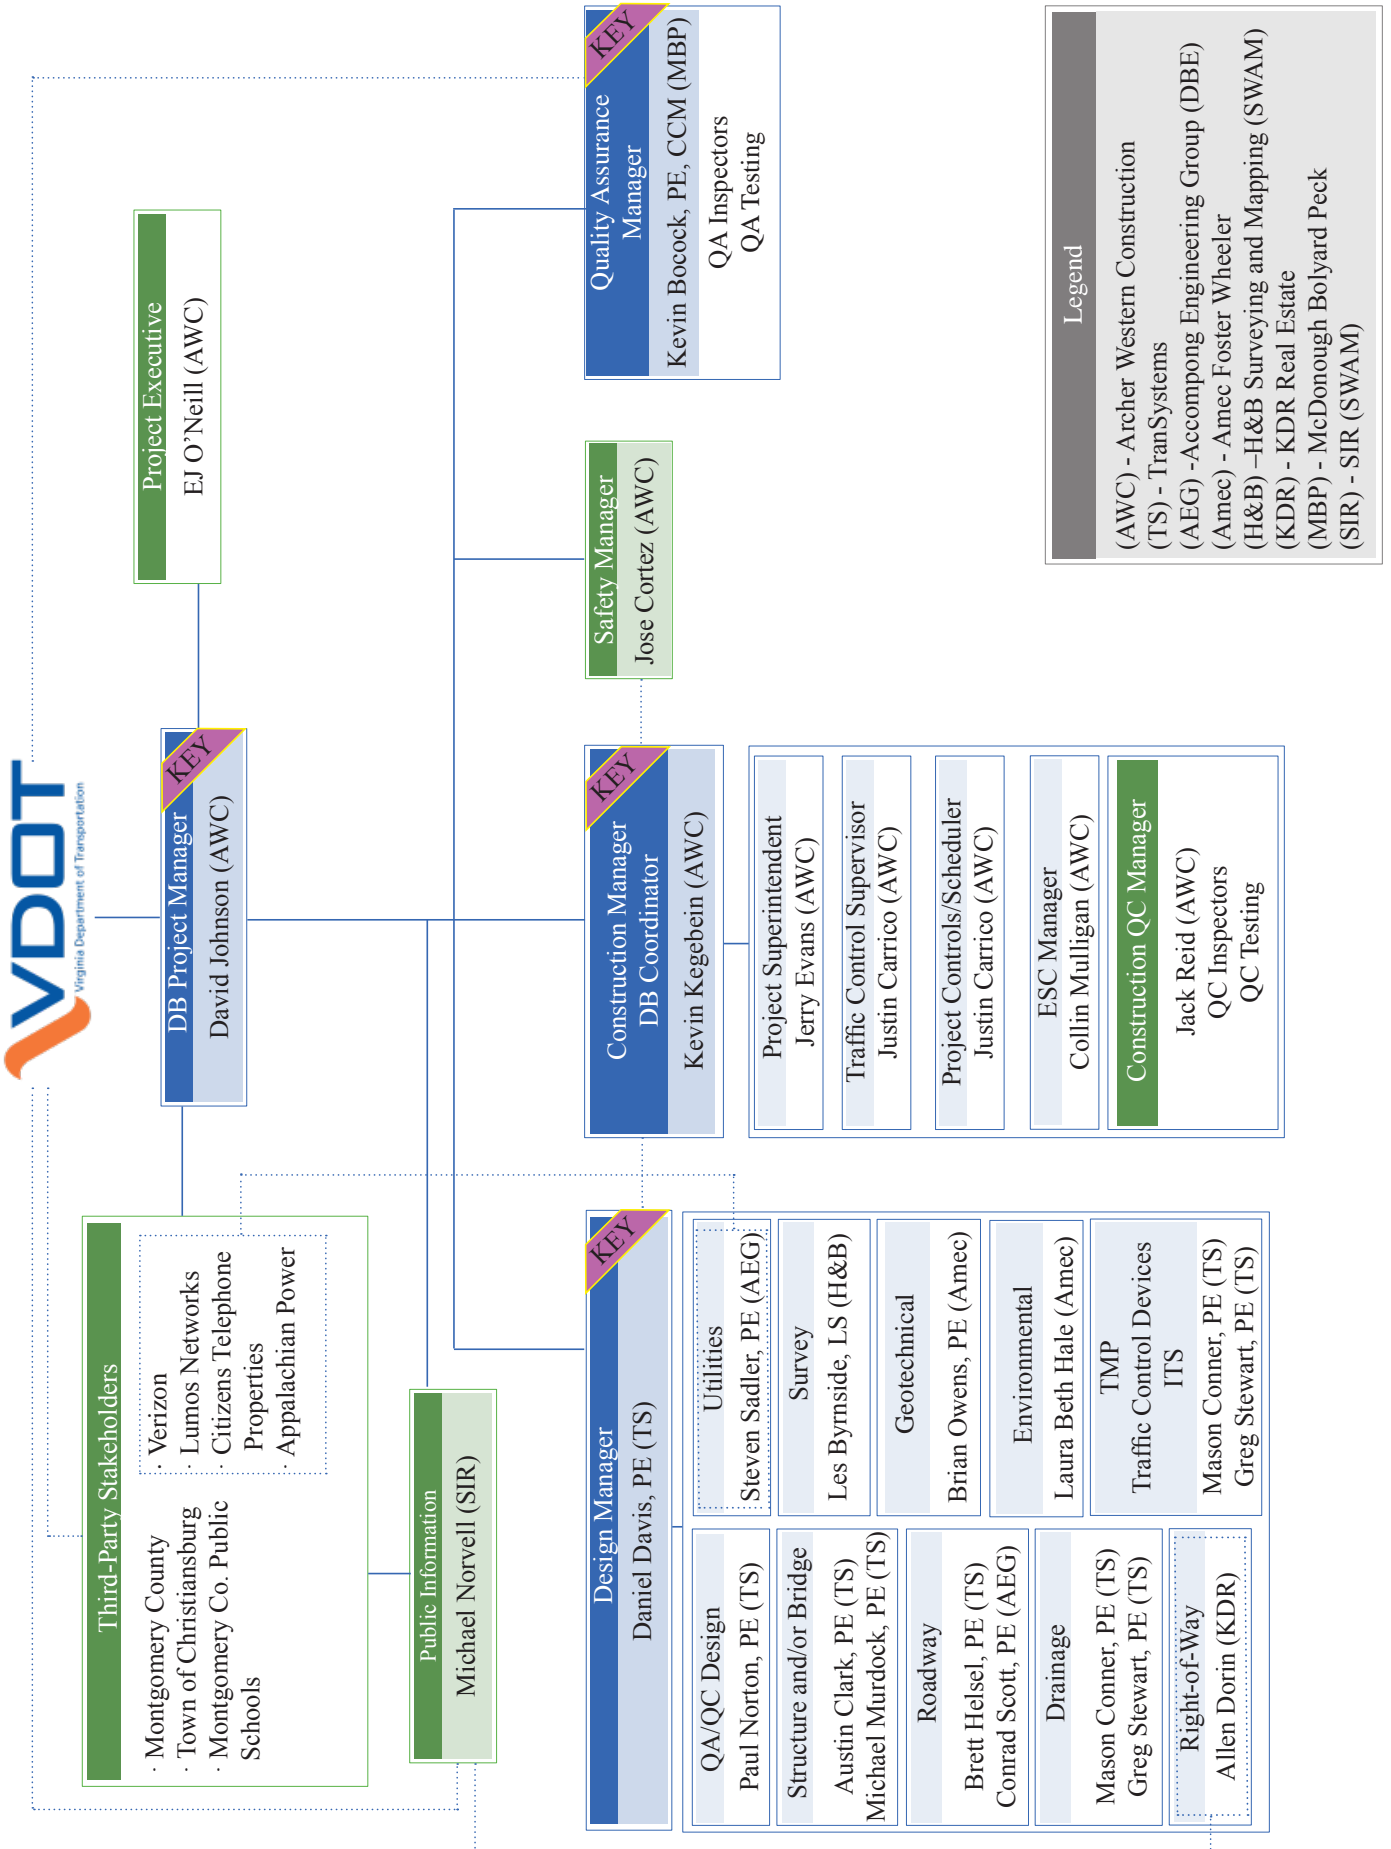 VDOT
Virginia Department of Transportation
Third-Party Stakeholders
· Montgomery County
· Town of Christiansburg
· Montgomery Co. Public
Schools
· Verizon
· Lumos Networks
· Citizens Telephone
Properties
· Appalachian Power
DB Project Manager
KEY
David Johnson (AWC)
Project Executive
EJ O'Neill (AWC)
Public Information
Michael Norvell (SIR)
Design Manager
KEY
Daniel Davis, PE (TS)
QA/QC Design
Paul Norton, PE (TS)
Structure and/or Bridge
Austin Clark, PE (TS)
Michael Murdock, PE (TS)
Roadway
Brett Helsel, PE (TS)
Conrad Scott, PE (AEG)
Drainage
Mason Conner, PE (TS)
Greg Stewart, PE (TS)
Right-of-Way
Allen Dorin (KDR)
Utilities
Steven Sadler, PE (AEG)
Survey
Les Byrnside, LS (H&B)
Geotechnical
Brian Owens, PE (Amec)
Environmental
Laura Beth Hale (Amec)
TMP
Traffic Control Devices
ITS
Mason Conner, PE (TS)
Greg Stewart, PE (TS)
Construction Manager
DB Coordinator
KEY
Kevin Kegebein (AWC)
Project Superintendent
Jerry Evans (AWC)
Traffic Control Supervisor
Justin Carrico (AWC)
Project Controls/Scheduler
Justin Carrico (AWC)
ESC Manager
Collin Mulligan (AWC)
Construction QC Manager
Jack Reid (AWC)
QC Inspectors
QC Testing
Safety Manager
Jose Cortez (AWC)
Quality Assurance
Manager
KEY
Kevin Bocock, PE, CCM (MBP)
QA Inspectors
QA Testing
Legend
(AWC) - Archer Western Construction
(TS) - TranSystems
(AEG) -Accompong Engineering Group (DBE)
(Amec) - Amec Foster Wheeler
(H&B) –H&B Surveying and Mapping (SWAM)
(KDR) - KDR Real Estate
(MBP) - McDonough Bolyard Peck
(SIR) - SIR (SWAM)